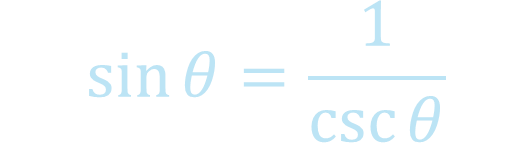 sin θ = 1 / csc θ